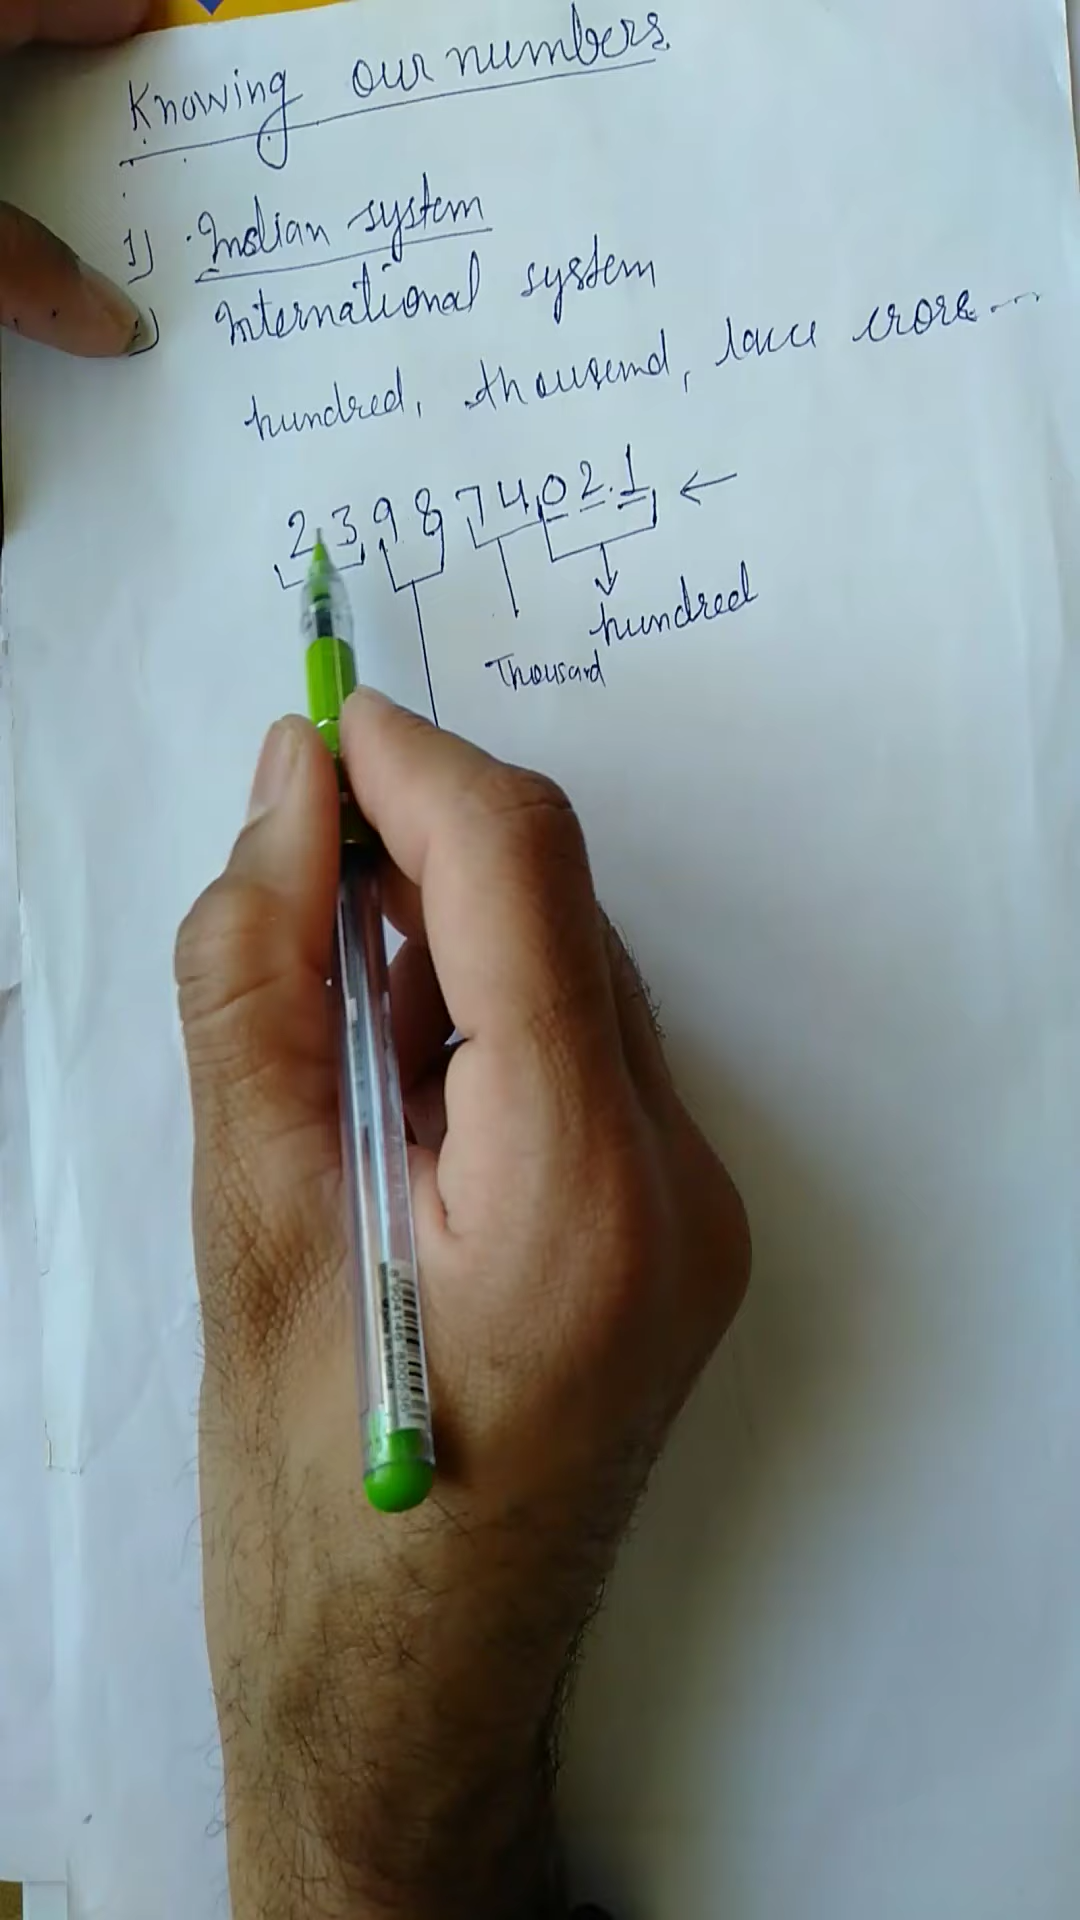 Knowing our numbers
1) Indian system
2) International system
hundred, thousand, lacs crore...
2 3 9 8 7 4 0 2 1 ←
hundred
Thousand